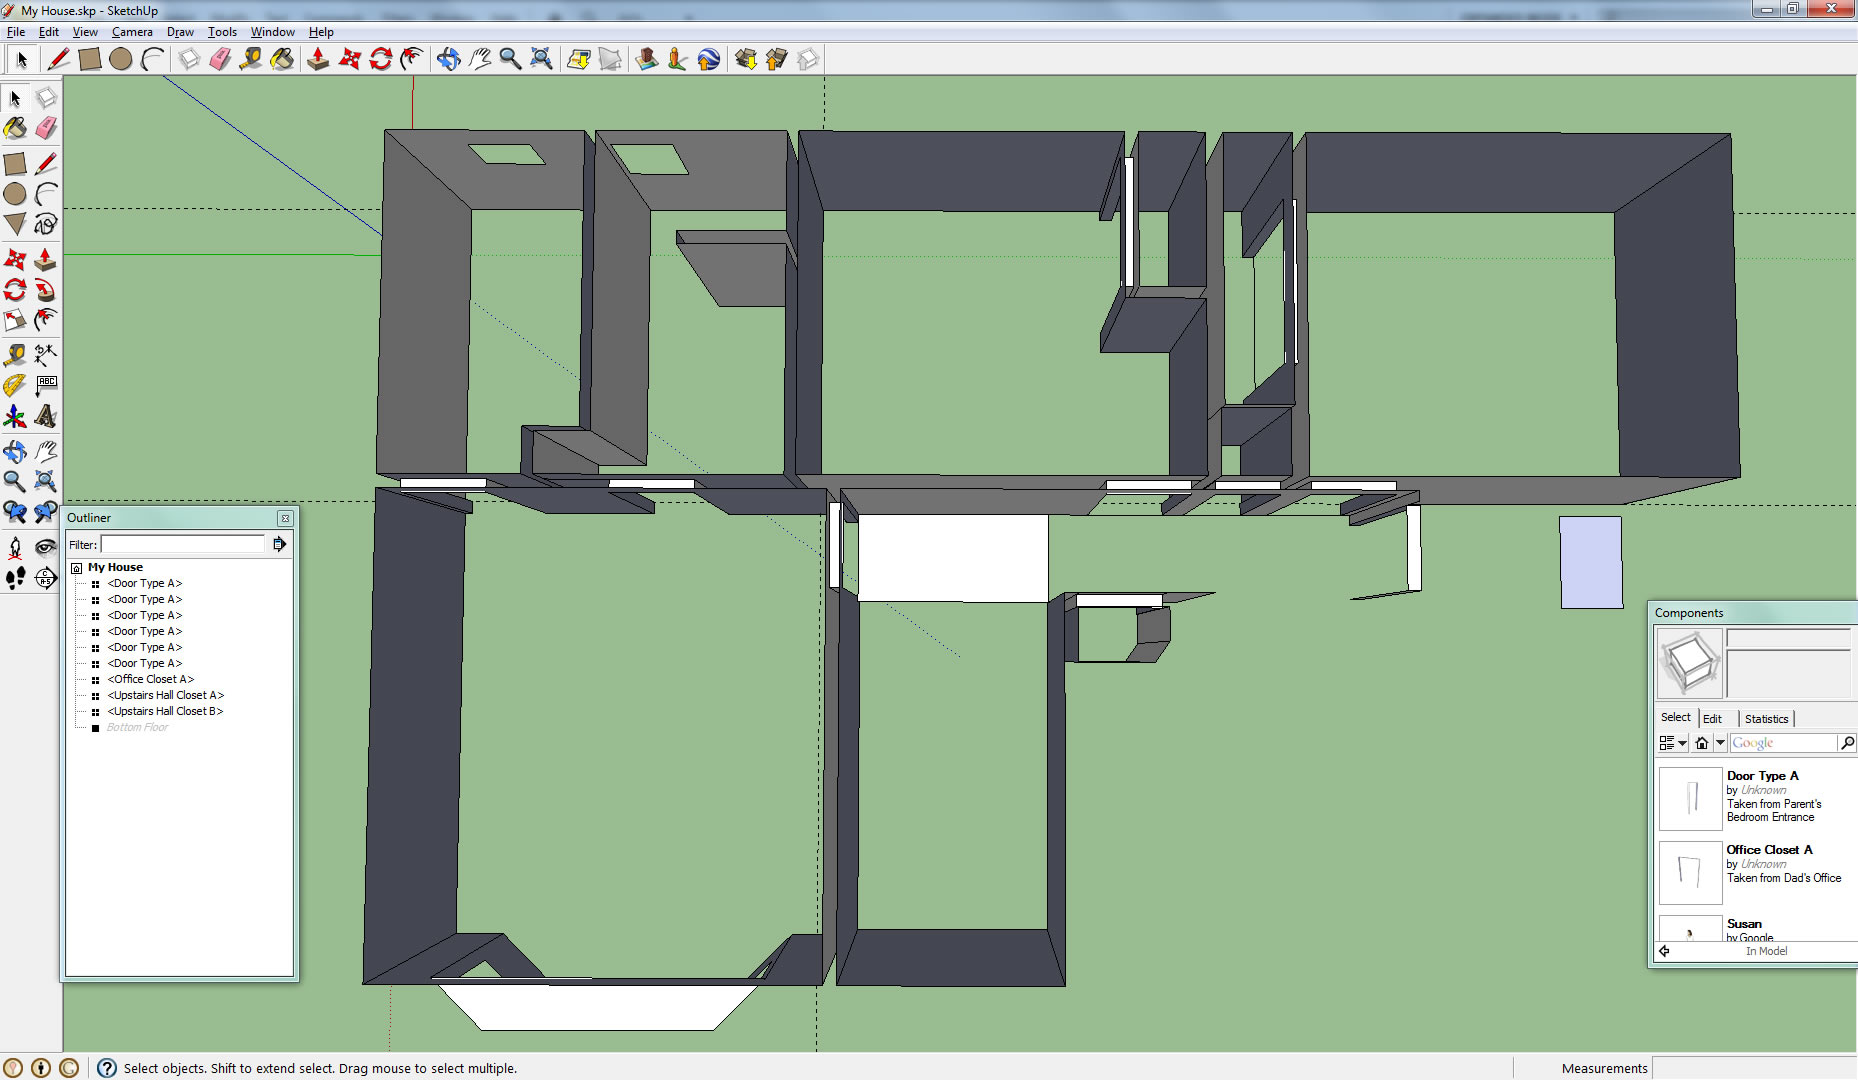 My House.skp - SketchUp
File Edit View Camera Draw Tools Window Help
ABC
Outliner
Filter:
My House
<Door Type A>
<Door Type A>
<Door Type A>
<Door Type A>
<Door Type A>
<Door Type A>
<Office Closet A>
<Upstairs Hall Closet A>
<Upstairs Hall Closet B>
Bottom Floor
Components
Select Edit Statistics
Google
Door Type A
by Unknown
Taken from Parent's
Bedroom Entrance
Office Closet A
by Unknown
Taken from Dad's Office
Susan
by Google
In Model
Select objects. Shift to extend select. Drag mouse to select multiple.
Measurements